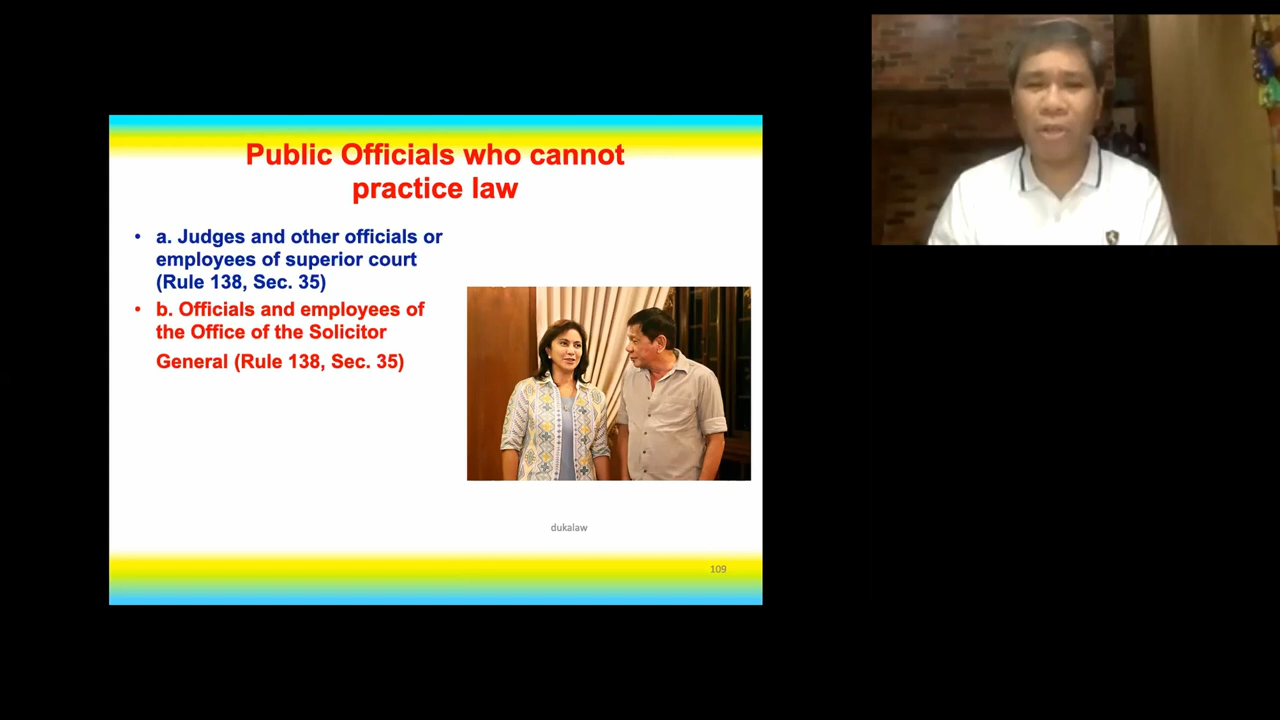 Public Officials who cannot
practice law
• a. Judges and other officials or
employees of superior court
(Rule 138, Sec. 35)
• b. Officials and employees of
the Office of the Solicitor
General (Rule 138, Sec. 35)
dukalaw
109